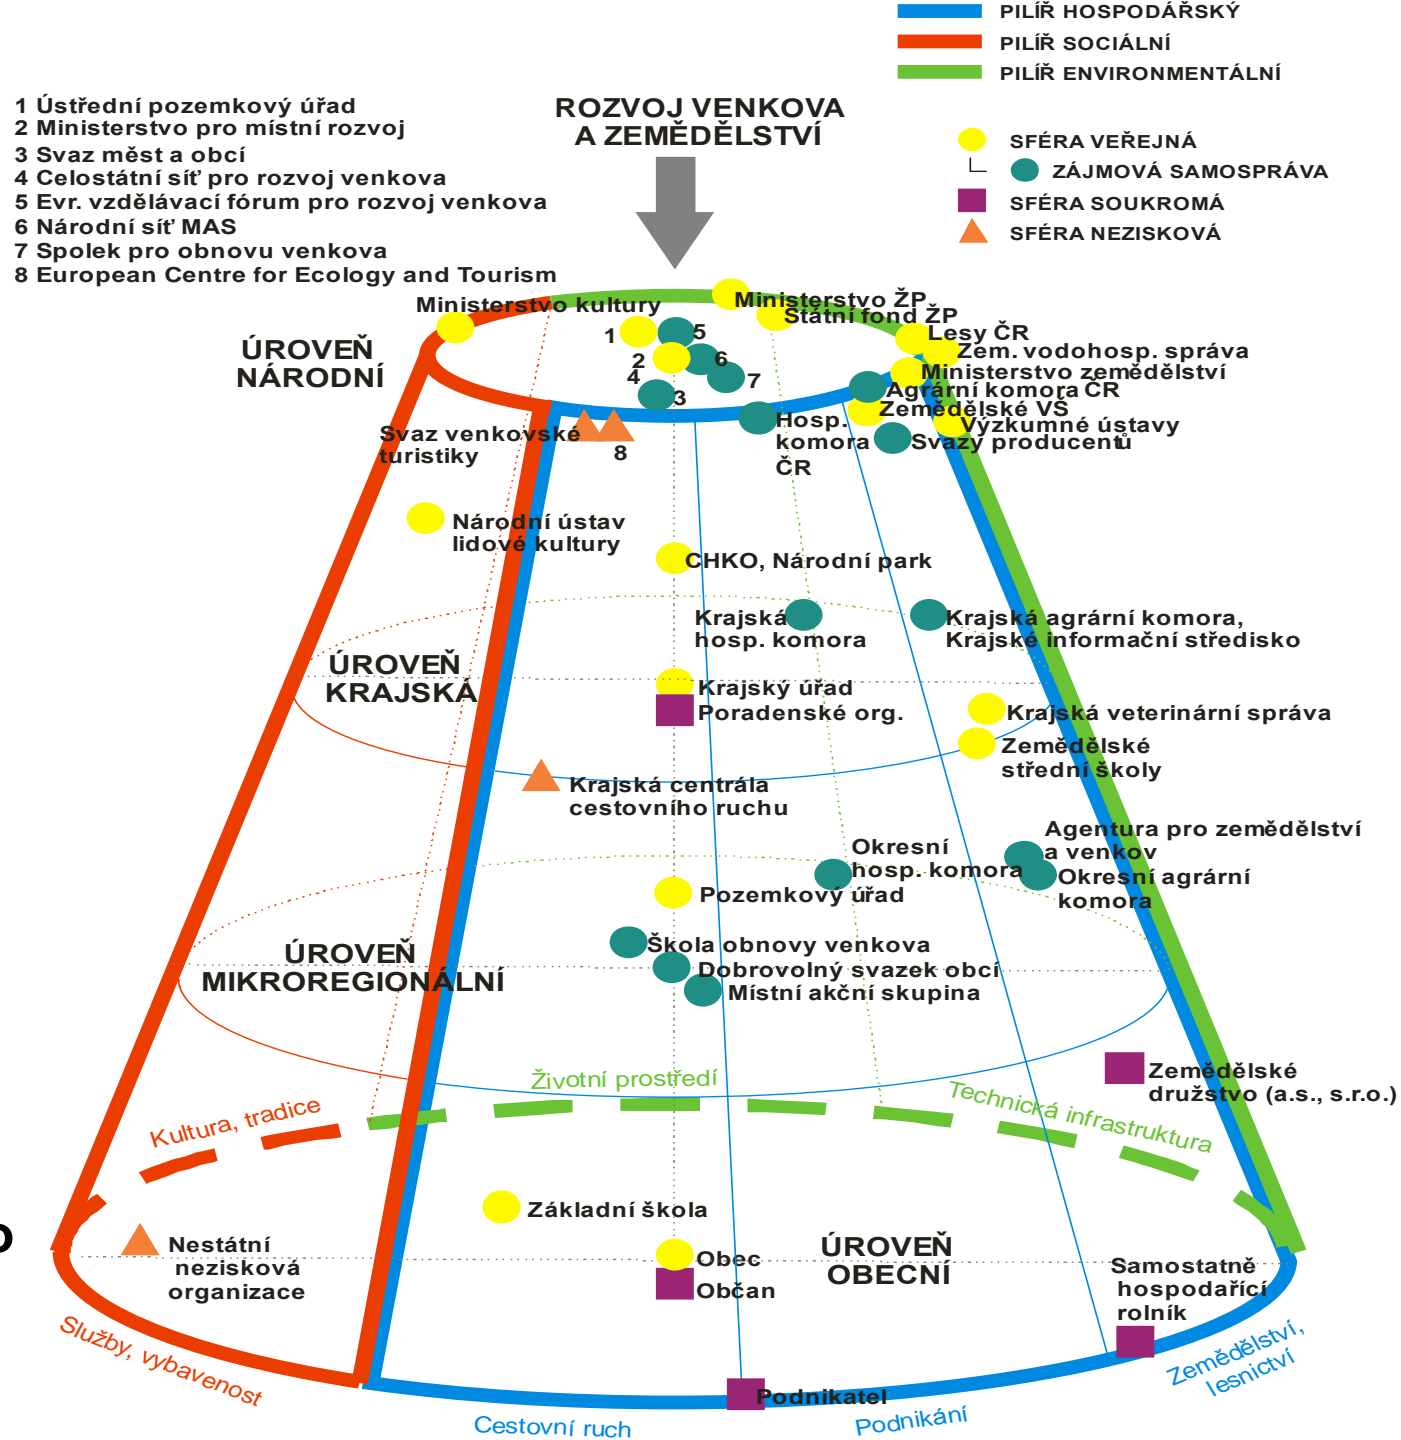 PILÍŘ HOSPODÁŘSKÝ
PILÍŘ SOCIÁLNÍ
PILÍŘ ENVIRONMENTÁLNÍ
1 Ústřední pozemkový úřad
2 Ministerstvo pro místní rozvoj
3 Svaz měst a obcí
4 Celostátní síť pro rozvoj venkova
5 Evr. vzdělávací fórum pro rozvoj venkova
6 Národní síť MAS
7 Spolek pro obnovu venkova
8 European Centre for Ecology and Tourism
ROZVOJ VENKOVA
A ZEMĚDĚLSTVÍ
SFÉRA VEŘEJNÁ
ZÁJMOVÁ SAMOSPRÁVA
SFÉRA SOUKROMÁ
SFÉRA NEZISKOVÁ
ÚROVEŇ
NÁRODNÍ
Ministerstvo kultury
Ministerstvo ŽP
Státní fond ŽP
Lesy ČR
Zem. vodohosp. správa
Ministerstvo zemědělství
Agrární komora ČR
Zemědělské VŠ
Výzkumné ústavy
Svazy producentů
1
5
2
6
4
7
3
Hosp.
komora
ČR
Svaz venkovské
turistiky
8
Národní ústav
lidové kultury
CHKO, Národní park
Krajská
hosp. komora
Krajská agrární komora,
Krajské informační středisko
ÚROVEŇ
KRAJSKÁ
Krajský úřad
Poradenské org.
Krajská veterinární správa
Zemědělské
střední školy
Krajská centrála
cestovního ruchu
Okresní
hosp. komora
Agentura pro zemědělství
a venkov
Okresní agrární
komora
Pozemkový úřad
ÚROVEŇ
MIKROREGIONÁLNÍ
Škola obnovy venkova
Dobrovolný svazek obcí
Místní akční skupina
Zemědělské
družstvo (a.s., s.r.o.)
Životní prostředí
Technická infrastruktura
Kultura, tradice
Základní škola
Nestátní
nezisková
organizace
Obec
Občan
ÚROVEŇ
OBECNÍ
Samostatně
hospodařící
rolník
Služby, vybavenost
Zemědělství,
lesnictví
Podnikatel
Cestovní ruch
Podnikání